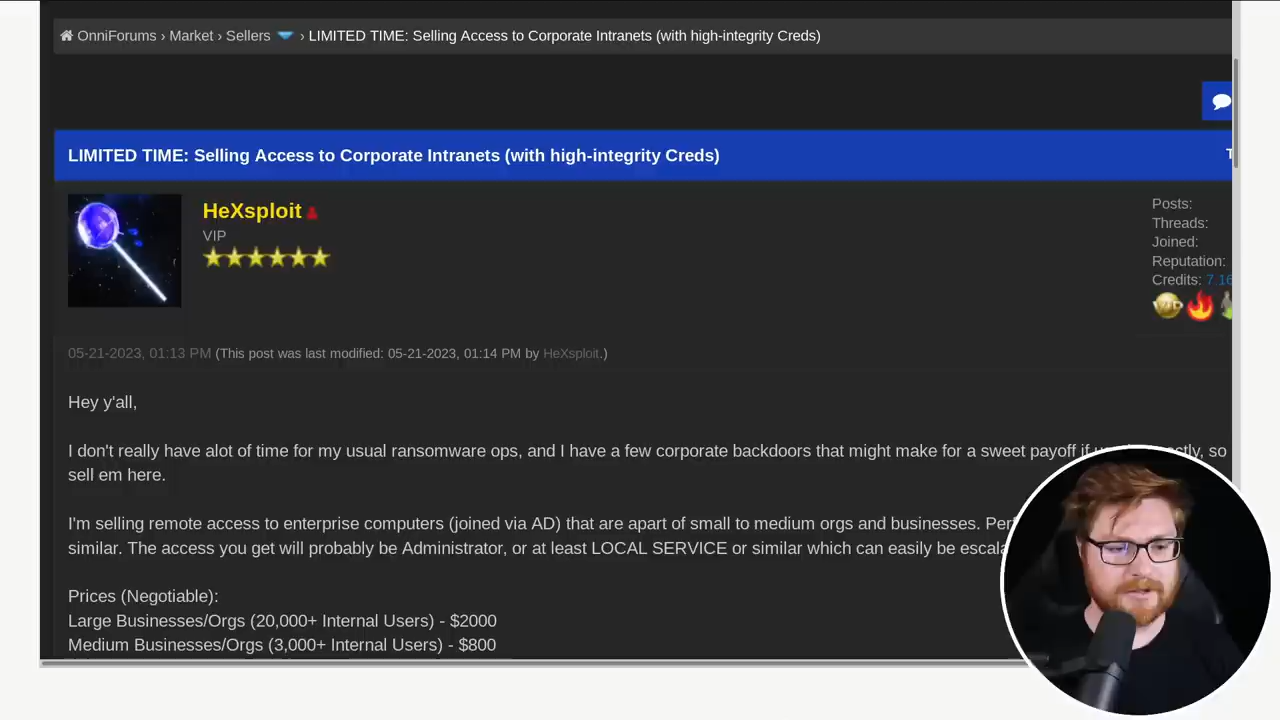 OnniForums › Market › Sellers › LIMITED TIME: Selling Access to Corporate Intranets (with high-integrity Creds)
LIMITED TIME: Selling Access to Corporate Intranets (with high-integrity Creds)
HeXsploit
VIP
Posts:
Threads:
Joined:
Reputation:
Credits: 7.16
VIP
05-21-2023, 01:13 PM (This post was last modified: 05-21-2023, 01:14 PM by HeXsploit.)
Hey y'all,
I don't really have alot of time for my usual ransomware ops, and I have a few corporate backdoors that might make for a sweet payoff if so
sell em here.
I'm selling remote access to enterprise computers (joined via AD) that are apart of small to medium orgs and businesses.
similar. The access you get will probably be Administrator, or at least LOCAL SERVICE or similar which can easily be
Prices (Negotiable):
Large Businesses/Orgs (20,000+ Internal Users) - $2000
Medium Businesses/Orgs (3,000+ Internal Users) - $800